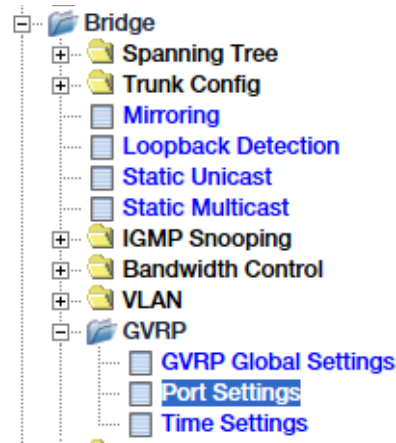 Bridge
Spanning Tree
Trunk Config
Mirroring
Loopback Detection
Static Unicast
Static Multicast
IGMP Snooping
Bandwidth Control
VLAN
GVRP
GVRP Global Settings
Port Settings
Time Settings